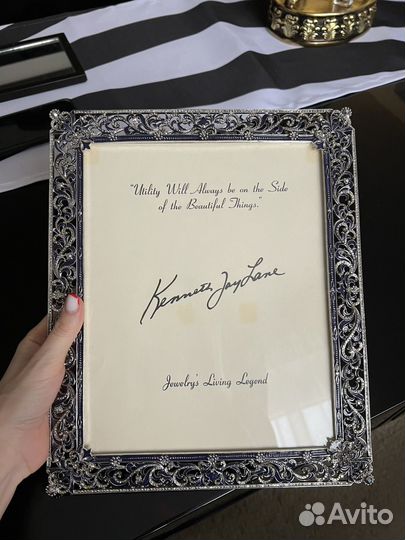 "Utility Will Always be on the Side
of the Beautiful Things."
Kenneth Jay Lane
Jewelry's Living Legend
Avito